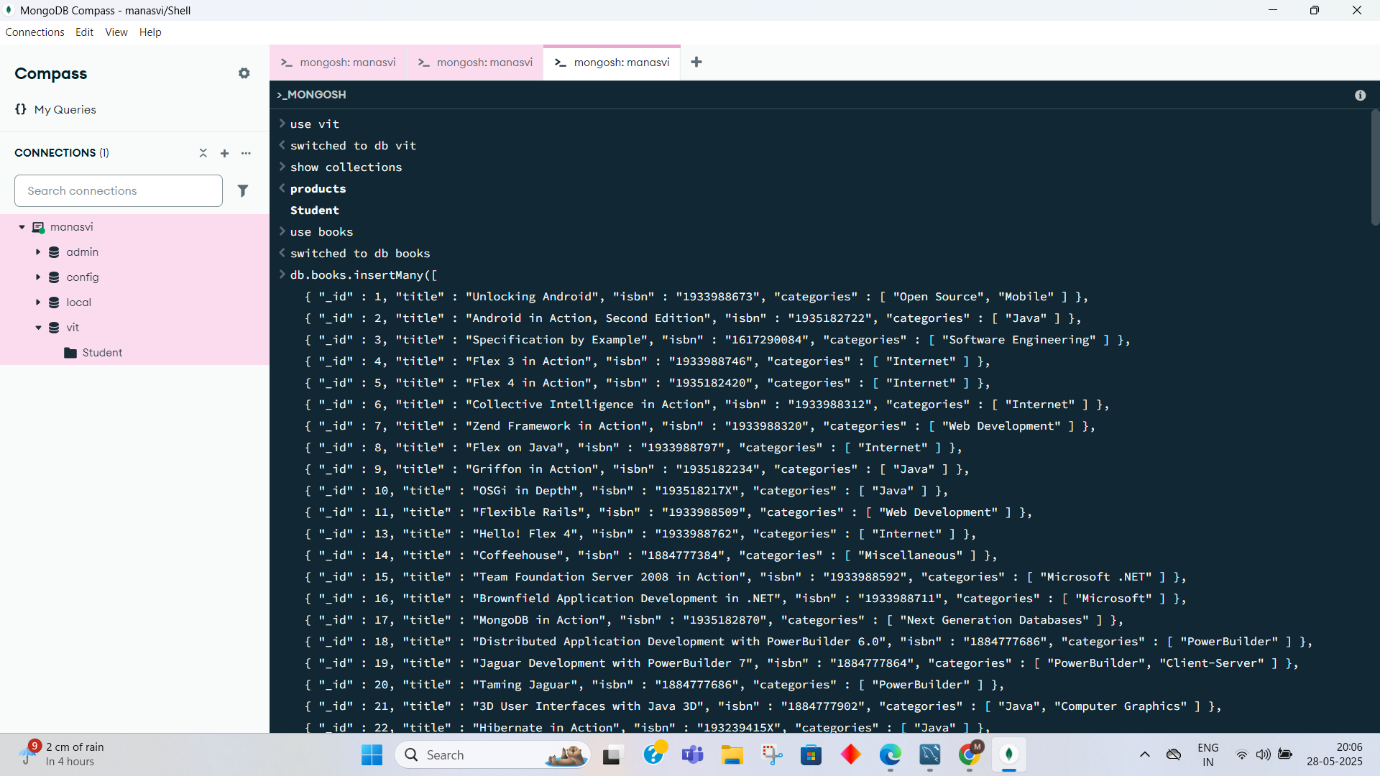 MongoDB Compass - manasvi/Shell
Connections Edit View Help
Compass
{} My Queries
CONNECTIONS (1)
Search connections
manasvi
admin
config
local
vit
Student
>_ mongosh: manasvi
>_ mongosh: manasvi
>_ mongosh: manasvi
>_MONGOSH
> use vit
< switched to db vit
> show collections
< products
Student
> use books
< switched to db books
> db.books.insertMany([
{ "_id" : 1, "title" : "Unlocking Android", "isbn" : "1933988673", "categories" : [ "Open Source", "Mobile" ] },
{ "_id" : 2, "title" : "Android in Action, Second Edition", "isbn" : "1935182722", "categories" : [ "Java" ] },
{ "_id" : 3, "title" : "Specification by Example", "isbn" : "1617290084", "categories" : [ "Software Engineering" ] },
{ "_id" : 4, "title" : "Flex 3 in Action", "isbn" : "1933988746", "categories" : [ "Internet" ] },
{ "_id" : 5, "title" : "Flex 4 in Action", "isbn" : "1935182420", "categories" : [ "Internet" ] },
{ "_id" : 6, "title" : "Collective Intelligence in Action", "isbn" : "1933988312", "categories" : [ "Internet" ] },
{ "_id" : 7, "title" : "Zend Framework in Action", "isbn" : "1933988320", "categories" : [ "Web Development" ] },
{ "_id" : 8, "title" : "Flex on Java", "isbn" : "1933988797", "categories" : [ "Internet" ] },
{ "_id" : 9, "title" : "Griffon in Action", "isbn" : "1935182234", "categories" : [ "Java" ] },
{ "_id" : 10, "title" : "OSGi in Depth", "isbn" : "193518217X", "categories" : [ "Java" ] },
{ "_id" : 11, "title" : "Flexible Rails", "isbn" : "1933988509", "categories" : [ "Web Development" ] },
{ "_id" : 13, "title" : "Hello! Flex 4", "isbn" : "1933988762", "categories" : [ "Internet" ] },
{ "_id" : 14, "title" : "Coffeehouse", "isbn" : "1884777384", "categories" : [ "Miscellaneous" ] },
{ "_id" : 15, "title" : "Team Foundation Server 2008 in Action", "isbn" : "1933988592", "categories" : [ "Microsoft .NET" ] },
{ "_id" : 16, "title" : "Brownfield Application Development in .NET", "isbn" : "1933988711", "categories" : [ "Microsoft" ] },
{ "_id" : 17, "title" : "MongoDB in Action", "isbn" : "1935182870", "categories" : [ "Next Generation Databases" ] },
{ "_id" : 18, "title" : "Distributed Application Development with PowerBuilder 6.0", "isbn" : "1884777686", "categories" : [ "PowerBuilder" ] },
{ "_id" : 19, "title" : "Jaguar Development with PowerBuilder 7", "isbn" : "1884777864", "categories" : [ "PowerBuilder", "Client-Server" ] },
{ "_id" : 20, "title" : "Taming Jaguar", "isbn" : "1884777686", "categories" : [ "PowerBuilder" ] },
{ "_id" : 21, "title" : "3D User Interfaces with Java 3D", "isbn" : "1884777902", "categories" : [ "Java", "Computer Graphics" ] },
{ "_id" : 22, "title" : "Hibernate in Action", "isbn" : "193239415X", "categories" : [ "Java" ] },
9
2 cm of rain
In 4 hours
Search
M
ENG
IN
20:06
28-05-2025